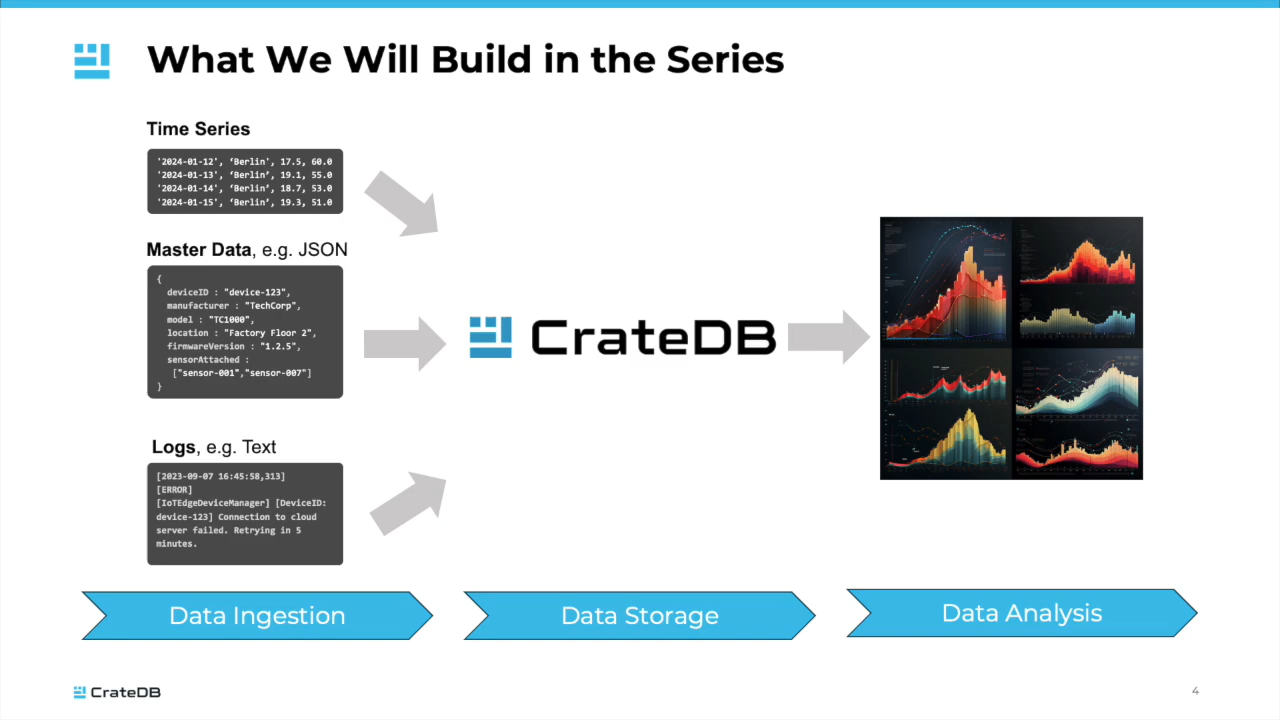 What We Will Build in the Series
Time Series
'2024-01-12', ‘Berlin', 17.5, 60.0
'2024-01-13', ‘Berlin’, 19.1, 55.0
'2024-01-14', ‘Berlin’, 18.7, 53.0
'2024-01-15', ‘Berlin’, 19.3, 51.0
Master Data, e.g. JSON
{
deviceID : "device-123",
manufacturer : "TechCorp",
model : "TC1000",
location : "Factory Floor 2",
firmwareVersion : "1.2.5",
sensorAttached :
["sensor-001","sensor-007"]
}
Logs, e.g. Text
[2023-09-07 16:45:58,313]
[ERROR]
[IoTEdgeDeviceManager] [DeviceID:
device-123] Connection to cloud
server failed. Retrying in 5
minutes.
CrateDB
Data Ingestion
Data Storage
Data Analysis
CrateDB
4